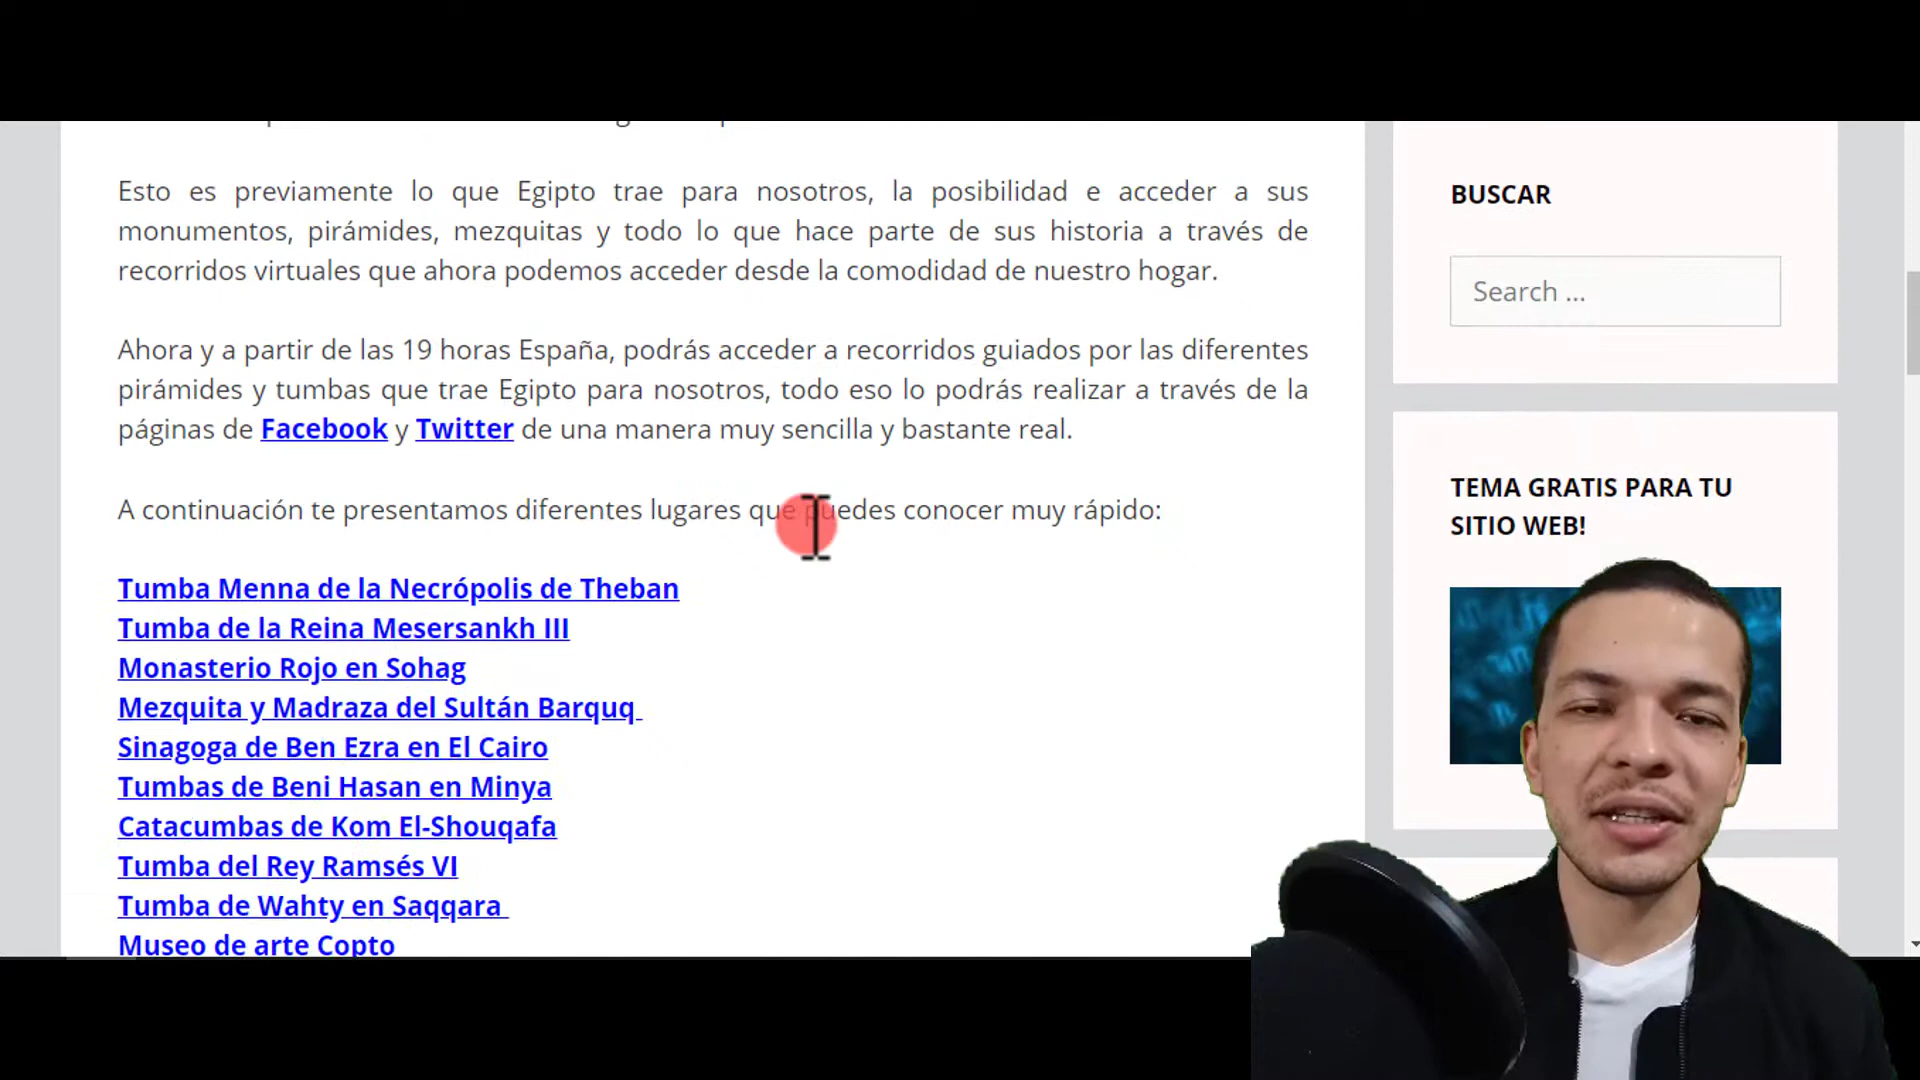 Esto es previamente lo que Egipto trae para nosotros, la posibilidad e acceder a sus
monumentos, pirámides, mezquitas y todo lo que hace parte de sus historia a través de
recorridos virtuales que ahora podemos acceder desde la comodidad de nuestro hogar.
Ahora y a partir de las 19 horas España, podrás acceder a recorridos guiados por las diferentes
pirámides y tumbas que trae Egipto para nosotros, todo eso lo podrás realizar a través de la
páginas de Facebook y Twitter de una manera muy sencilla y bastante real.
A continuación te presentamos diferentes lugares que puedes conocer muy rápido:
Tumba Menna de la Necrópolis de Theban
Tumba de la Reina Mesersankh III
Monasterio Rojo en Sohag
Mezquita y Madraza del Sultán Barquq
Sinagoga de Ben Ezra en El Cairo
Tumbas de Beni Hasan en Minya
Catacumbas de Kom El-Shouqafa
Tumba del Rey Ramsés VI
Tumba de Wahty en Saqqara
Museo de arte Copto
BUSCAR
Search ...
TEMA GRATIS PARA TU
SITIO WEB!